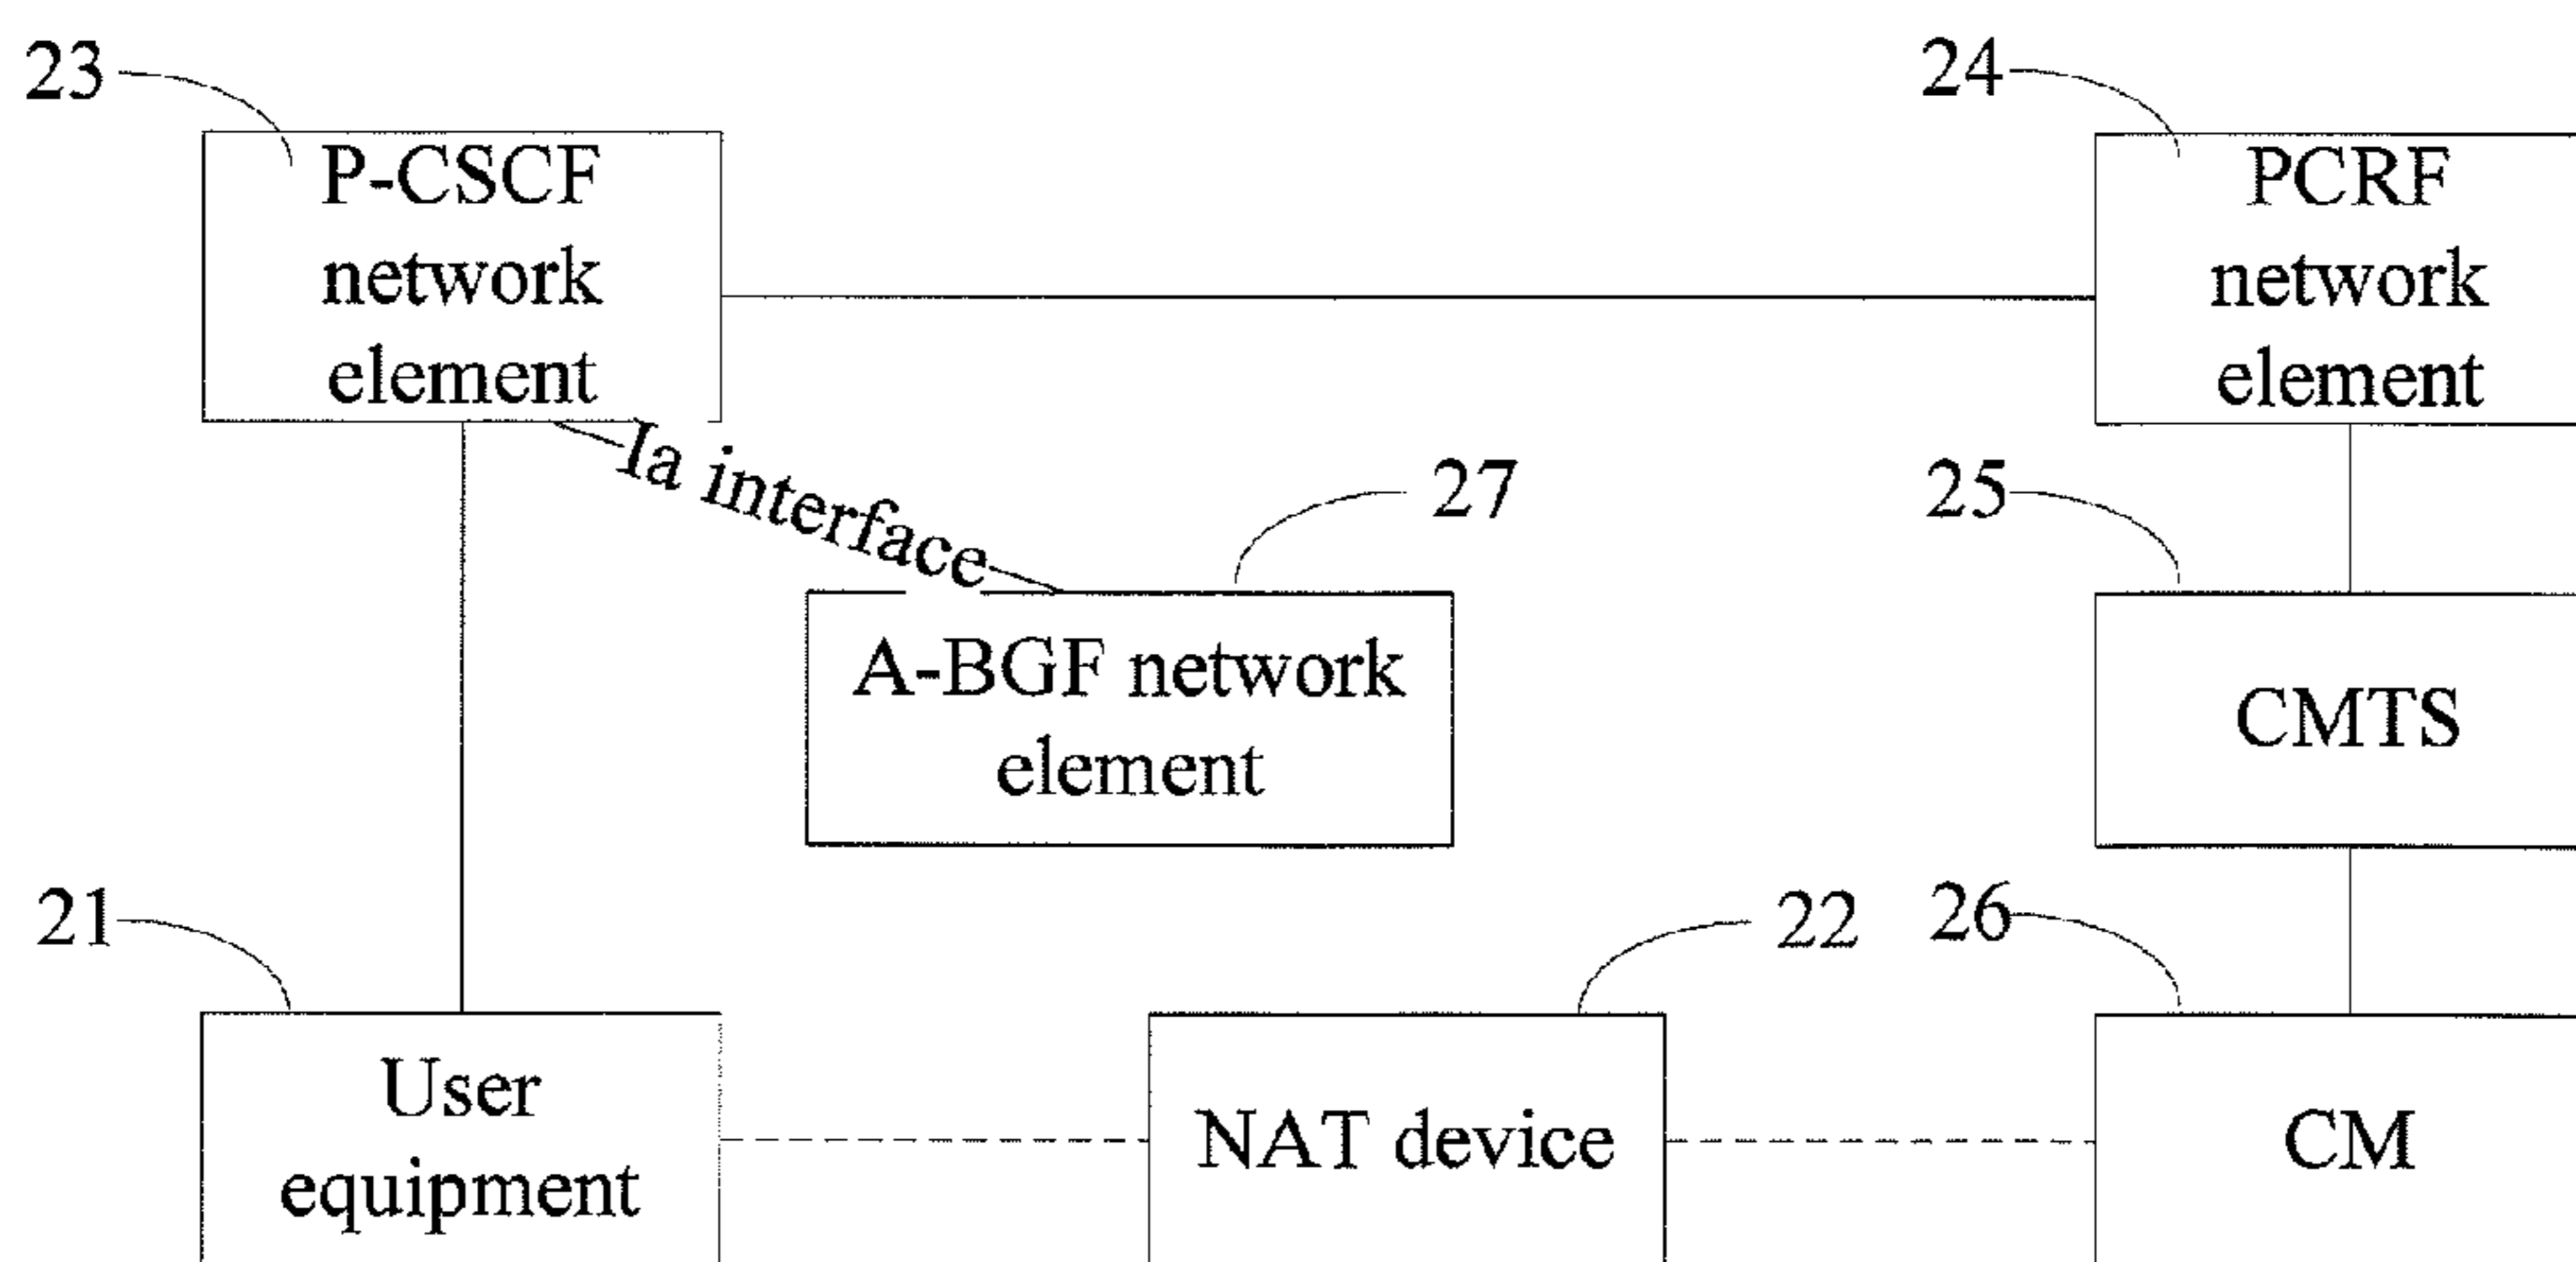 23
24
P-CSCF
network
element
PCRF
network
element
Ia interface
27
25
A-BGF network
element
CMTS
21
22
26
User
equipment
NAT device
CM